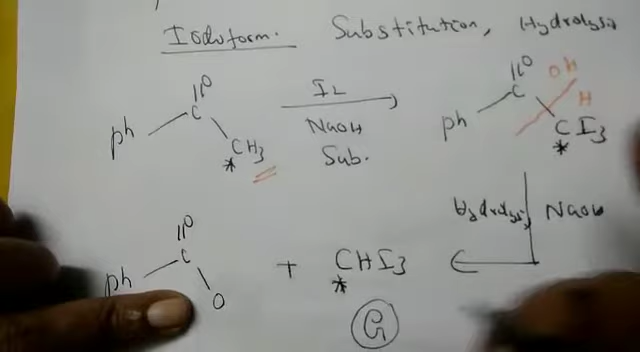 Iodoform. Substitution, Hydrolysis
O
C
Ph
CH3
*
I2
NaOH
Sub.
O
C
OH
H
Ph
CI3
*
Hydrolysis NaOH
O
C
Ph
O
+ CHI3
*
G